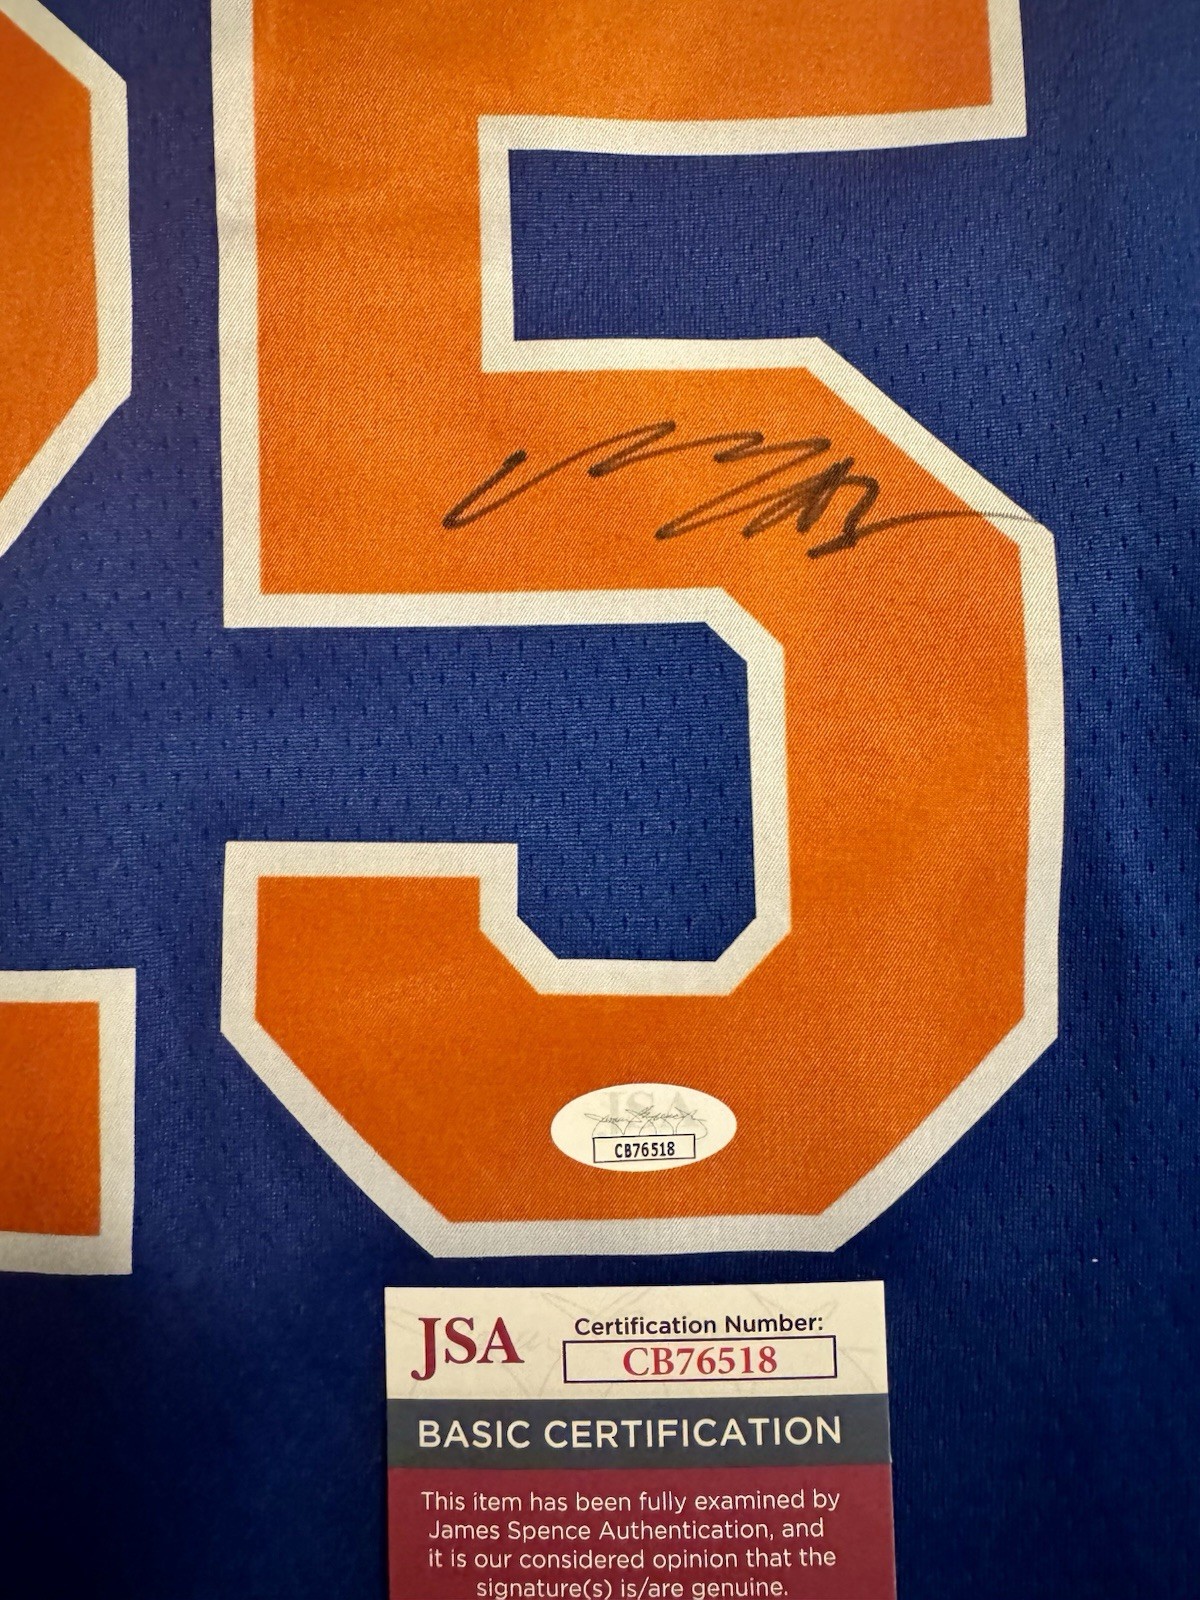 25
JSA
CB76518
JSA
Certification Number:
CB76518
BASIC CERTIFICATION
This item has been fully examined by
James Spence Authentication, and
it is our considered opinion that the
signature(s) is/are genuine.